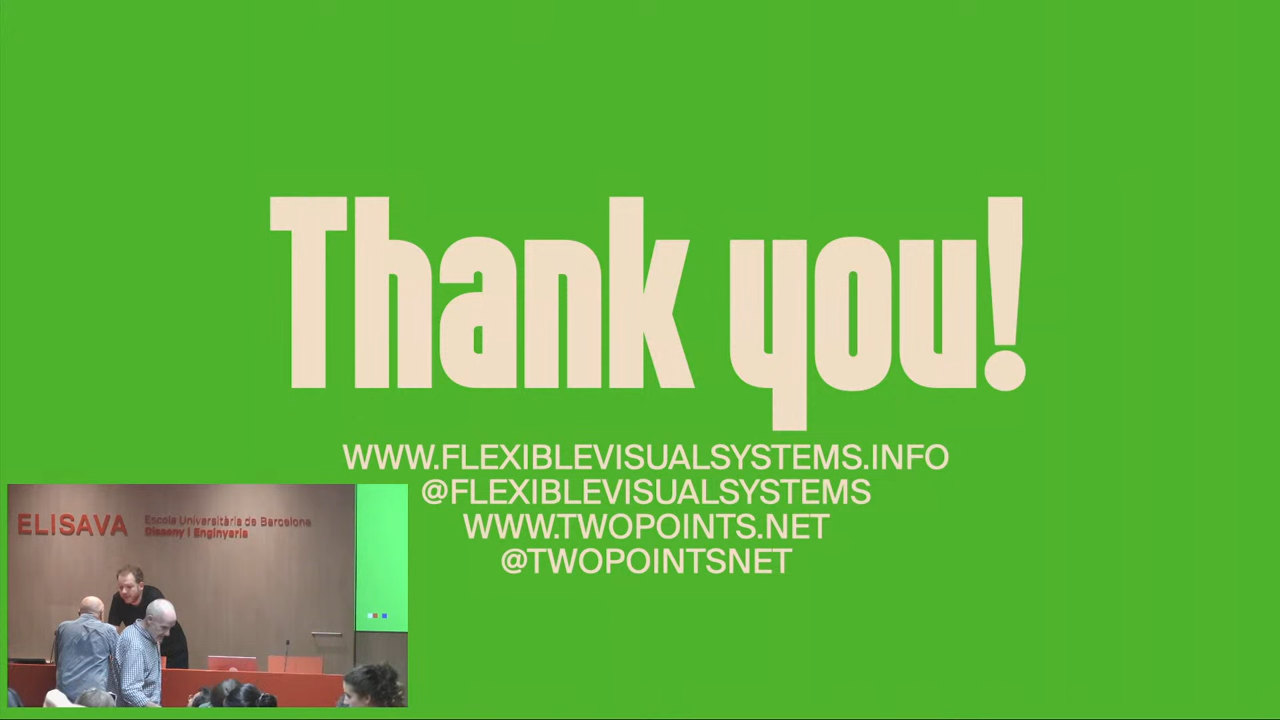 Thank you!
WWW.FLEXIBLEVISUALSYSTEMS.INFO
@FLEXIBLEVISUALSYSTEMS
WWW.TWOPOINTS.NET
@TWOPOINTSNET
ELISAVA
Escola Universitària de Barcelona
Disseny i Enginyeria